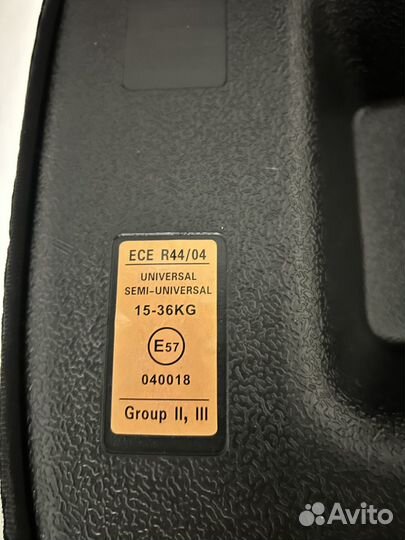 ECE R44/04
UNIVERSAL
SEMI-UNIVERSAL
15-36KG
E57
040018
Group II, III
Avito